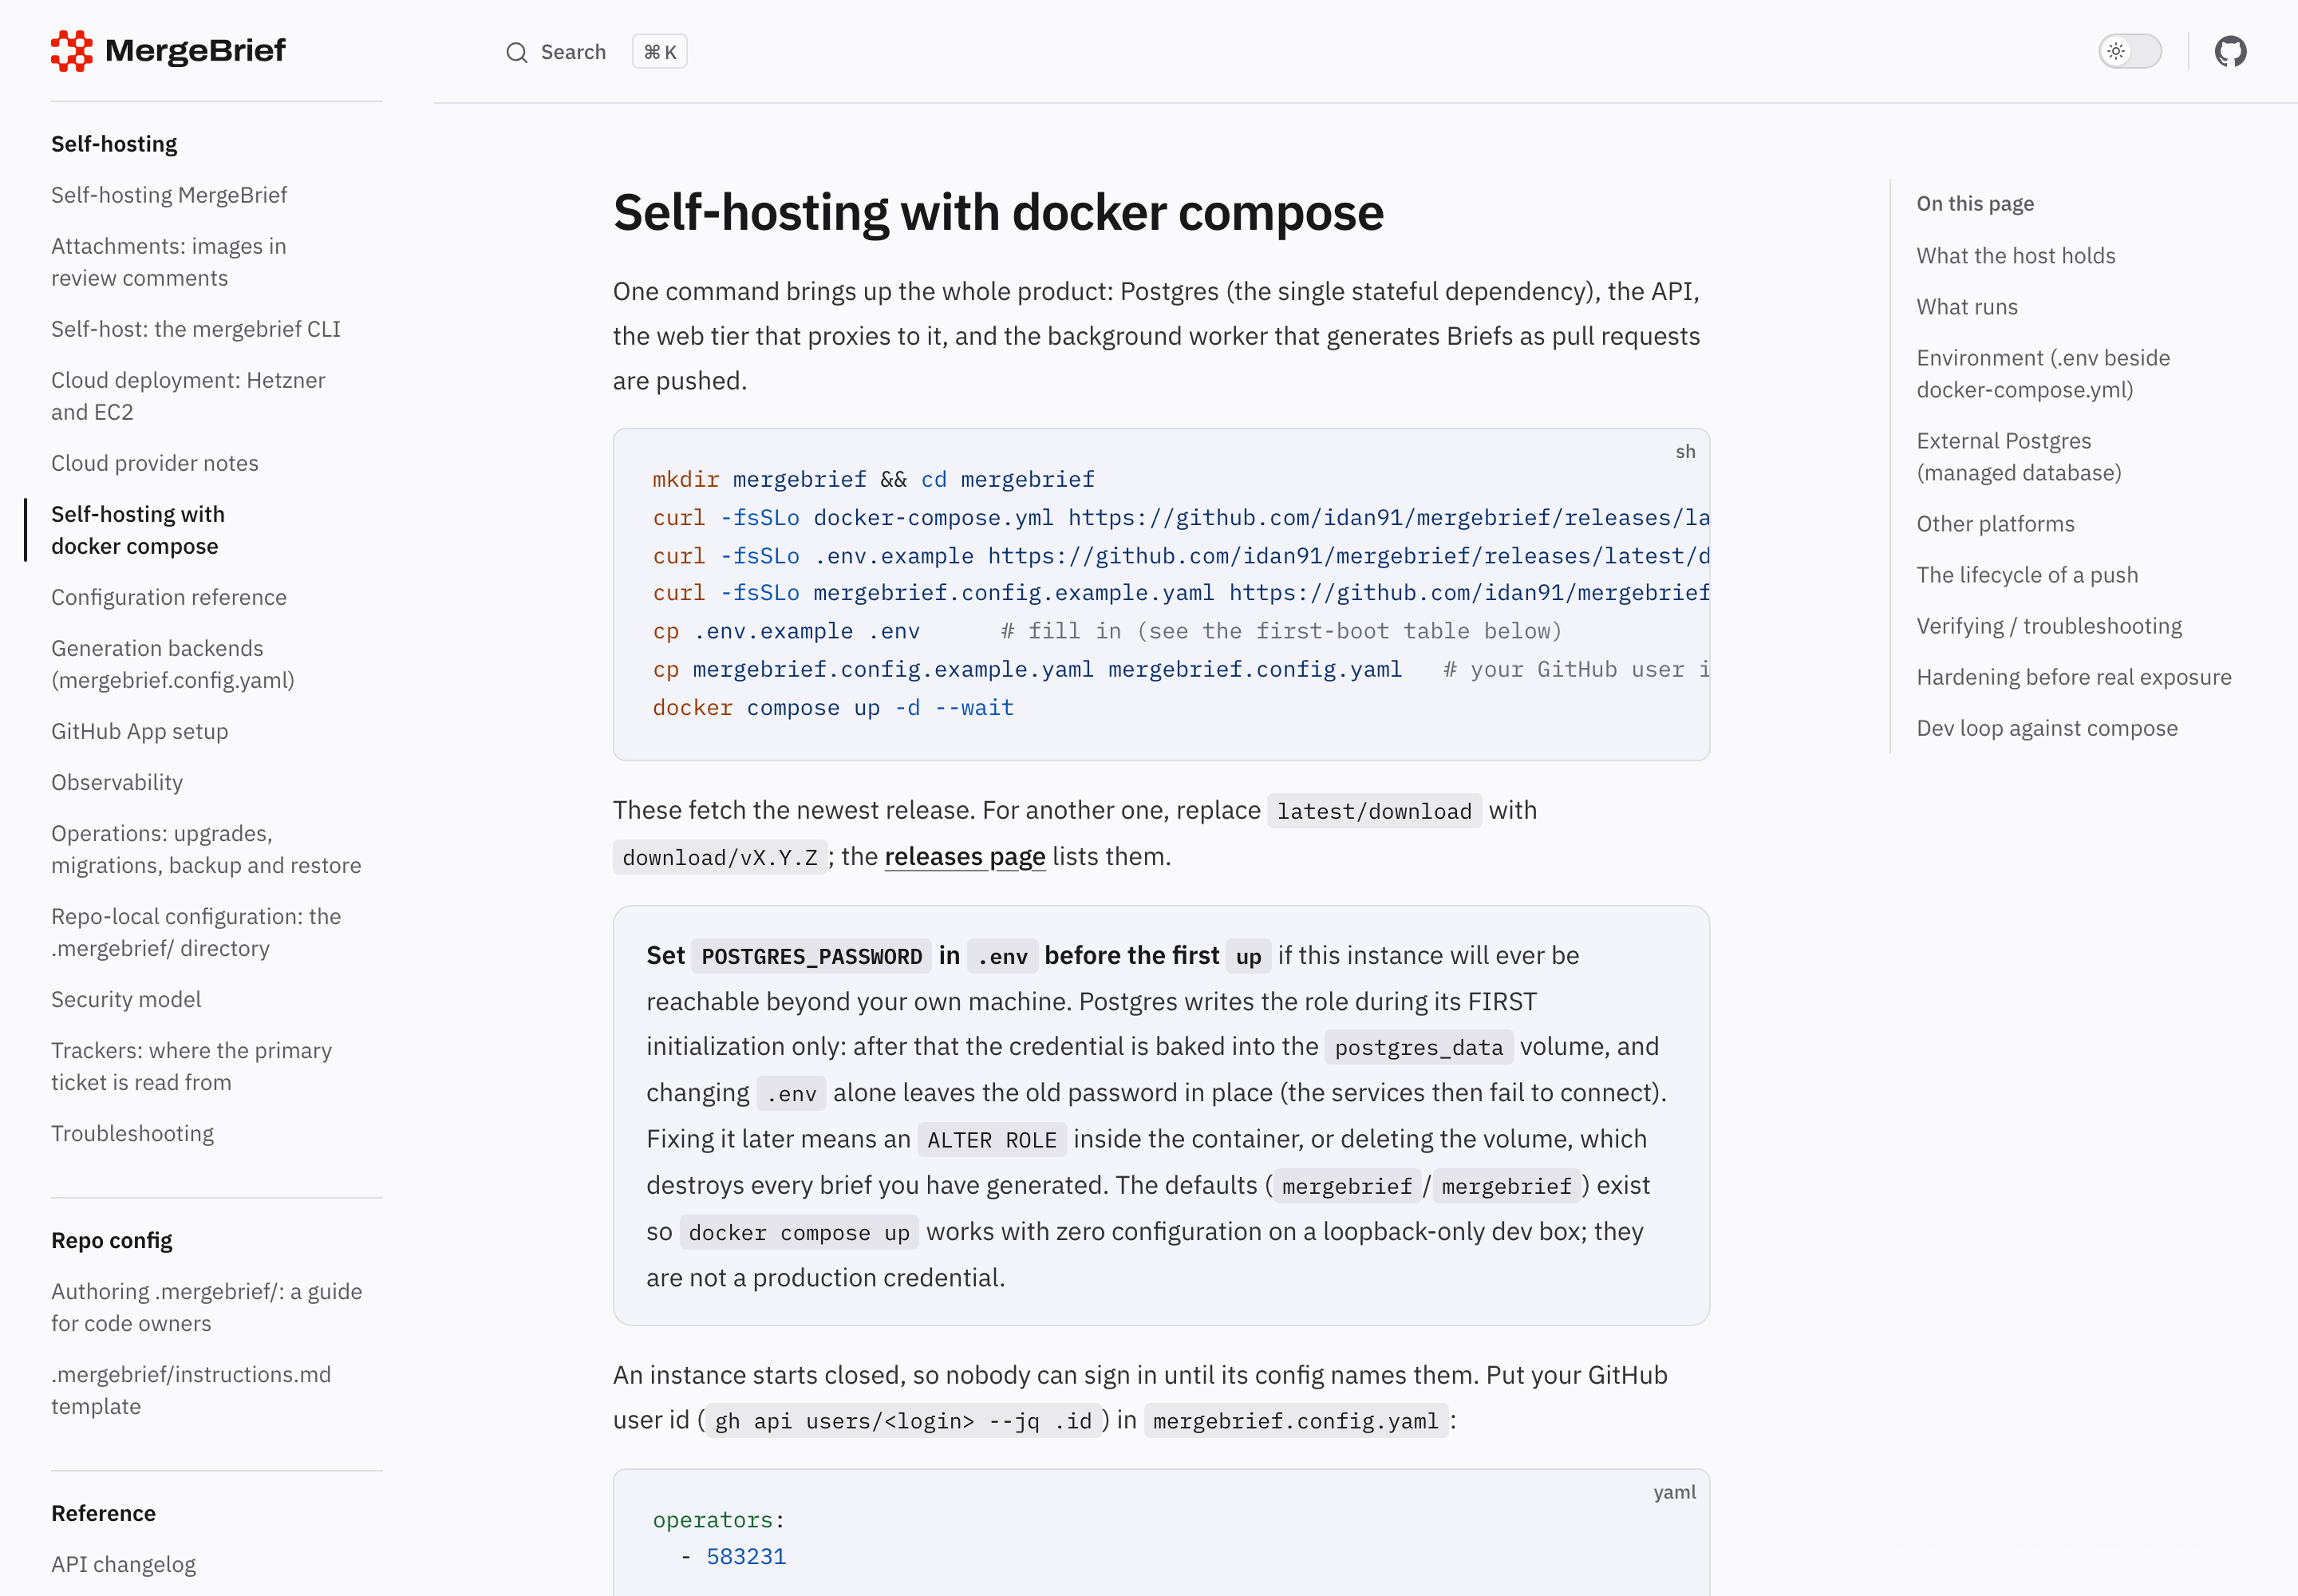 MergeBrief
Search
⌘ K
Self-hosting
Self-hosting MergeBrief
Attachments: images in
review comments
Self-host: the mergebrief CLI
Cloud deployment: Hetzner
and EC2
Cloud provider notes
Self-hosting with
docker compose
Configuration reference
Generation backends
(mergebrief.config.yaml)
GitHub App setup
Observability
Operations: upgrades,
migrations, backup and restore
Repo-local configuration: the
.mergebrief/ directory
Security model
Trackers: where the primary
ticket is read from
Troubleshooting
Repo config
Authoring .mergebrief/: a guide
for code owners
.mergebrief/instructions.md
template
Reference
API changelog
Self-hosting with docker compose
One command brings up the whole product: Postgres (the single stateful dependency), the API,
the web tier that proxies to it, and the background worker that generates Briefs as pull requests
are pushed.
sh
mkdir mergebrief && cd mergebrief
curl -fsSLo docker-compose.yml https://github.com/idan91/mergebrief/releases/la
curl -fsSLo .env.example https://github.com/idan91/mergebrief/releases/latest/d
curl -fsSLo mergebrief.config.example.yaml https://github.com/idan91/mergebrief
cp .env.example .env      # fill in (see the first-boot table below)
cp mergebrief.config.example.yaml mergebrief.config.yaml   # your GitHub user i
docker compose up -d --wait
These fetch the newest release. For another one, replace latest/download with
download/vX.Y.Z; the releases page lists them.
Set POSTGRES_PASSWORD in .env before the first up if this instance will ever be
reachable beyond your own machine. Postgres writes the role during its FIRST
initialization only: after that the credential is baked into the postgres_data volume, and
changing .env alone leaves the old password in place (the services then fail to connect).
Fixing it later means an ALTER ROLE inside the container, or deleting the volume, which
destroys every brief you have generated. The defaults (mergebrief/mergebrief) exist
so docker compose up works with zero configuration on a loopback-only dev box; they
are not a production credential.
An instance starts closed, so nobody can sign in until its config names them. Put your GitHub
user id (gh api users/<login> --jq .id) in mergebrief.config.yaml:
yaml
operators:
  - 583231
On this page
What the host holds
What runs
Environment (.env beside
docker-compose.yml)
External Postgres
(managed database)
Other platforms
The lifecycle of a push
Verifying / troubleshooting
Hardening before real exposure
Dev loop against compose